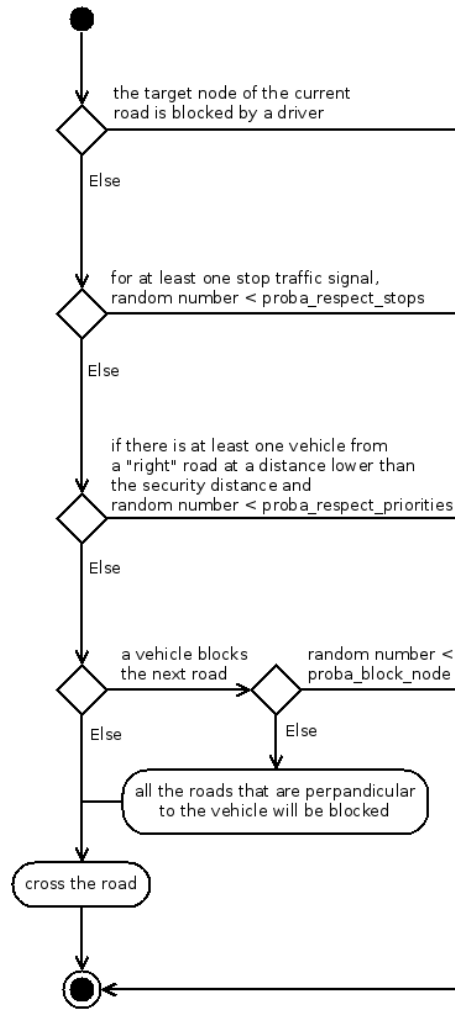 the target node of the current
road is blocked by a driver
Else
for at least one stop traffic signal,
random number < proba_respect_stops
Else
if there is at least one vehicle from
a "right" road at a distance lower than
the security distance and
random number < proba_respect_priorities
Else
a vehicle blocks
the next road
random number <
proba_block_node
Else
Else
all the roads that are perpandicular
to the vehicle will be blocked
cross the road